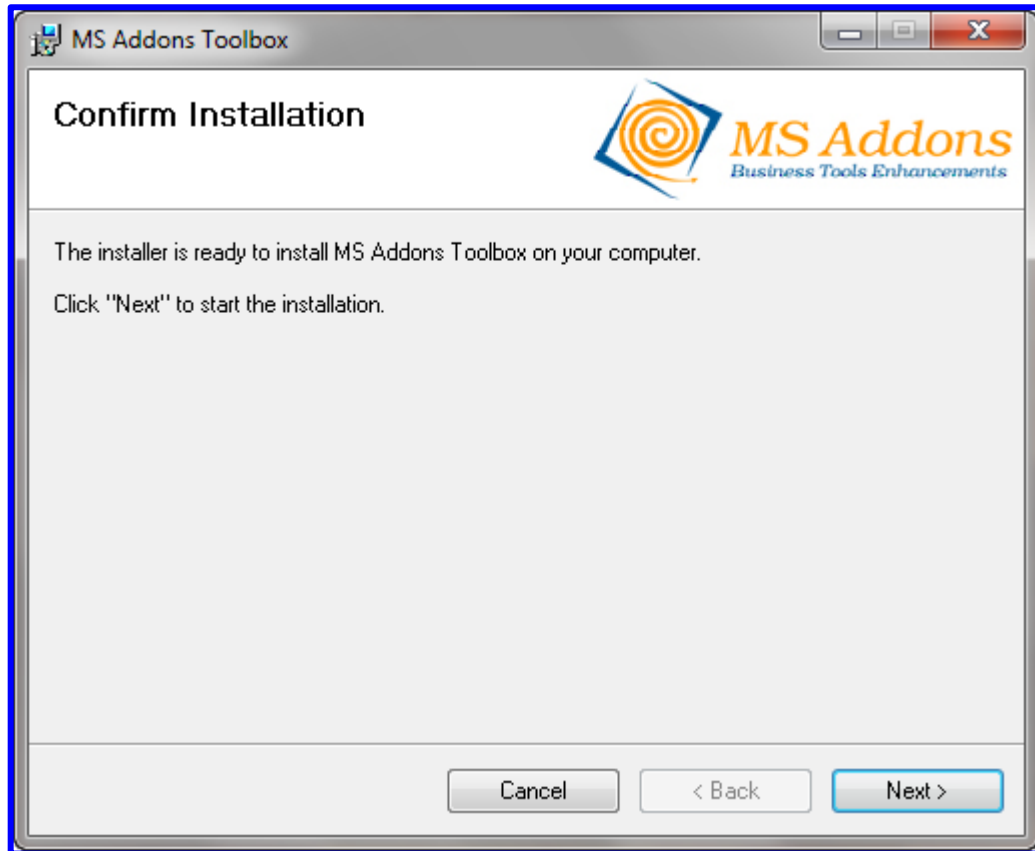 MS Addons Toolbox
Confirm Installation
MS Addons
Business Tools Enhancements
The installer is ready to install MS Addons Toolbox on your computer.
Click "Next" to start the installation.
Cancel
< Back
Next >